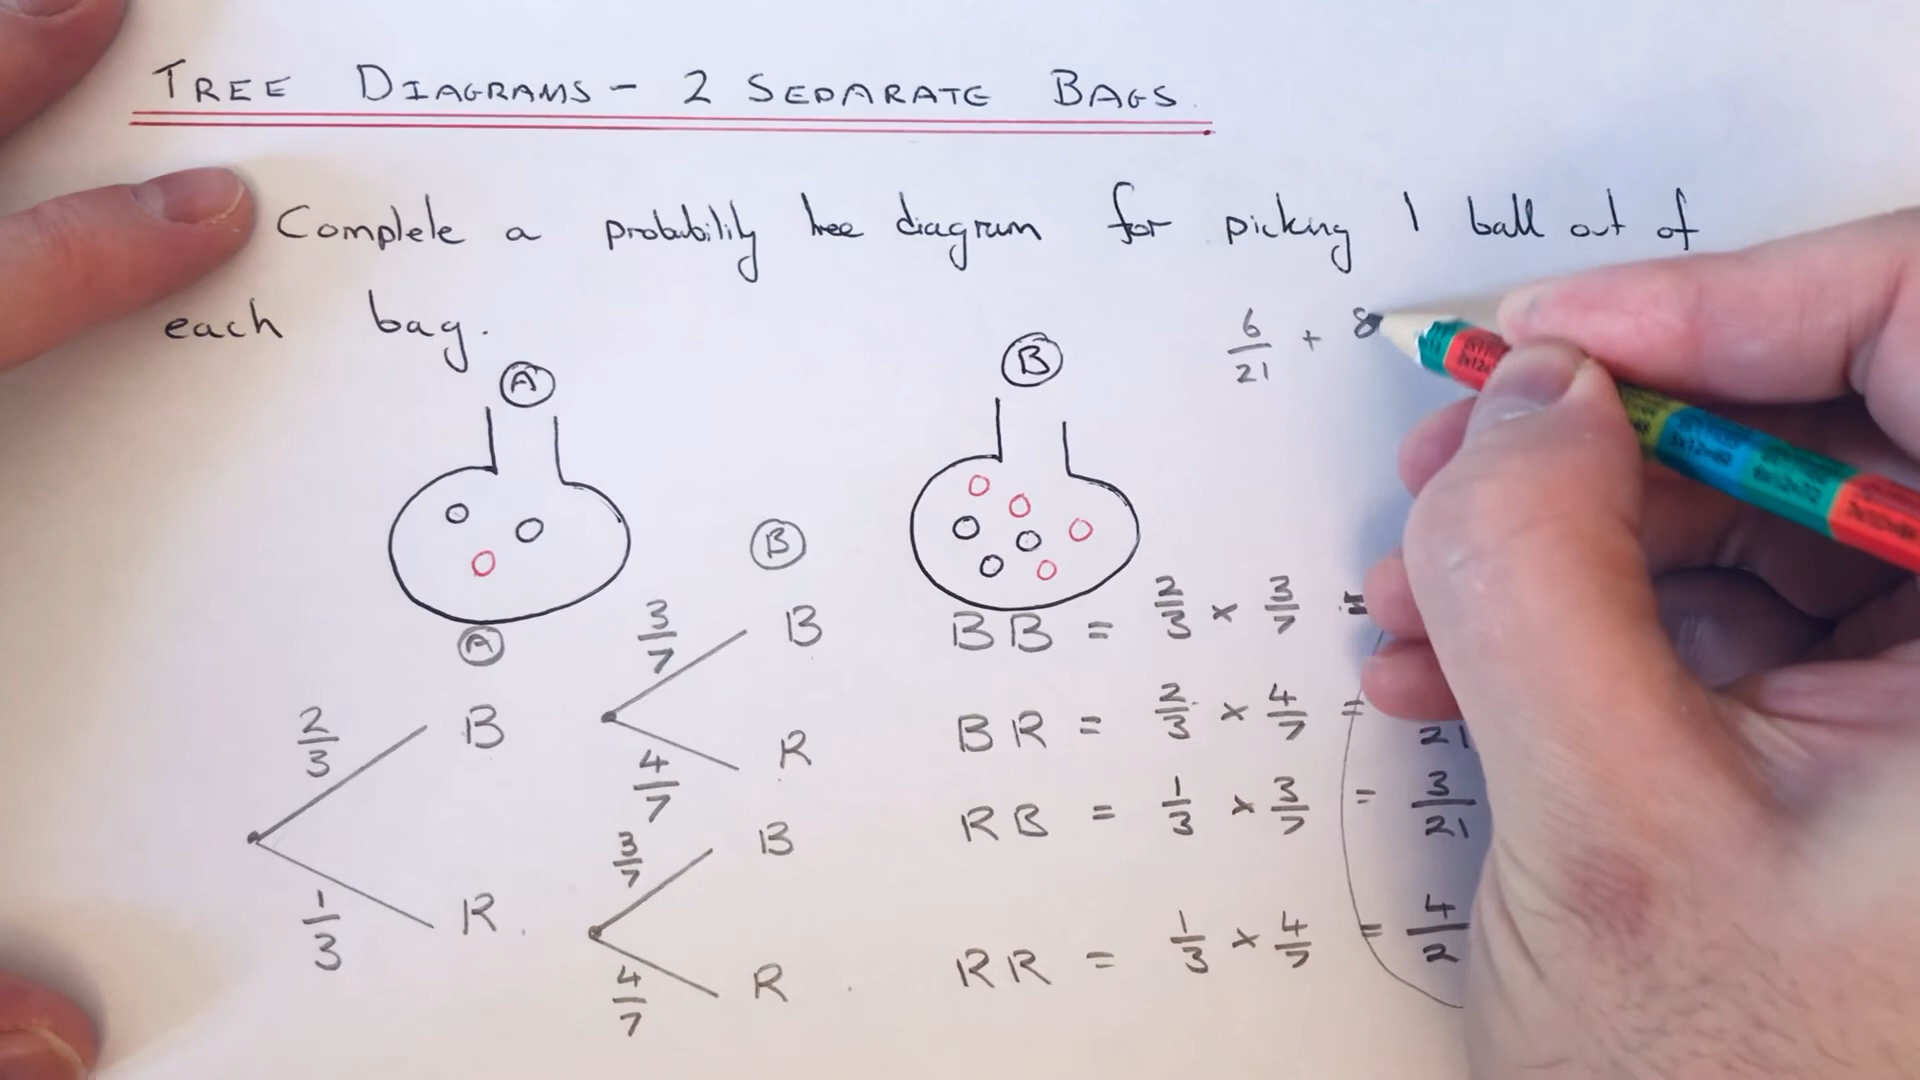 TREE DIAGRAMS - 2 SEPARATE BAGS
Complete a probability tree diagram for picking 1 ball out of
each bag.
6/21 + 8
A
B
A
B
2/3 B
1/3 R
3/7 B
4/7 R
3/7 B
4/7 R
BB = 2/3 × 3/7 =
BR = 2/3 × 4/7 = 21
RB = 1/3 × 3/7 = 3/21
RR = 1/3 × 4/7 = 4/2